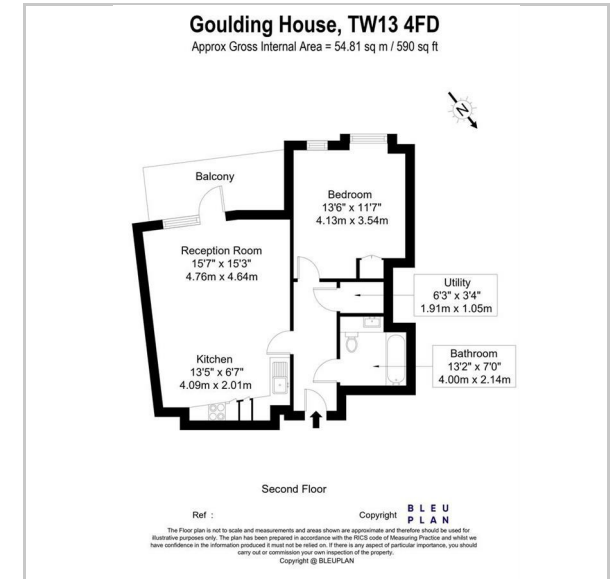 Goulding House, TW13 4FD
Approx Gross Internal Area = 54.81 sq m / 590 sq ft
N
Balcony
Bedroom
13'6" x 11'7"
4.13m x 3.54m
Reception Room
15'7" x 15'3"
4.76m x 4.64m
Utility
6'3" x 3'4"
1.91m x 1.05m
Kitchen
13'5" x 6'7"
4.09m x 2.01m
Bathroom
13'2" x 7'0"
4.00m x 2.14m
Second Floor
Ref :
Copyright
BLEU
PLAN
The Floor plan is not to scale and measurements and areas shown are approximate and therefore should be used for
illustrative purposes only. The plan has been prepared in accordance with the RICS code of Measuring Practice and whilst we
have confidence in the information produced it must not be relied on. If there is any aspect of particular importance, you should
carry out or commission your own inspection of the property.
Copyright @ BLEUPLAN